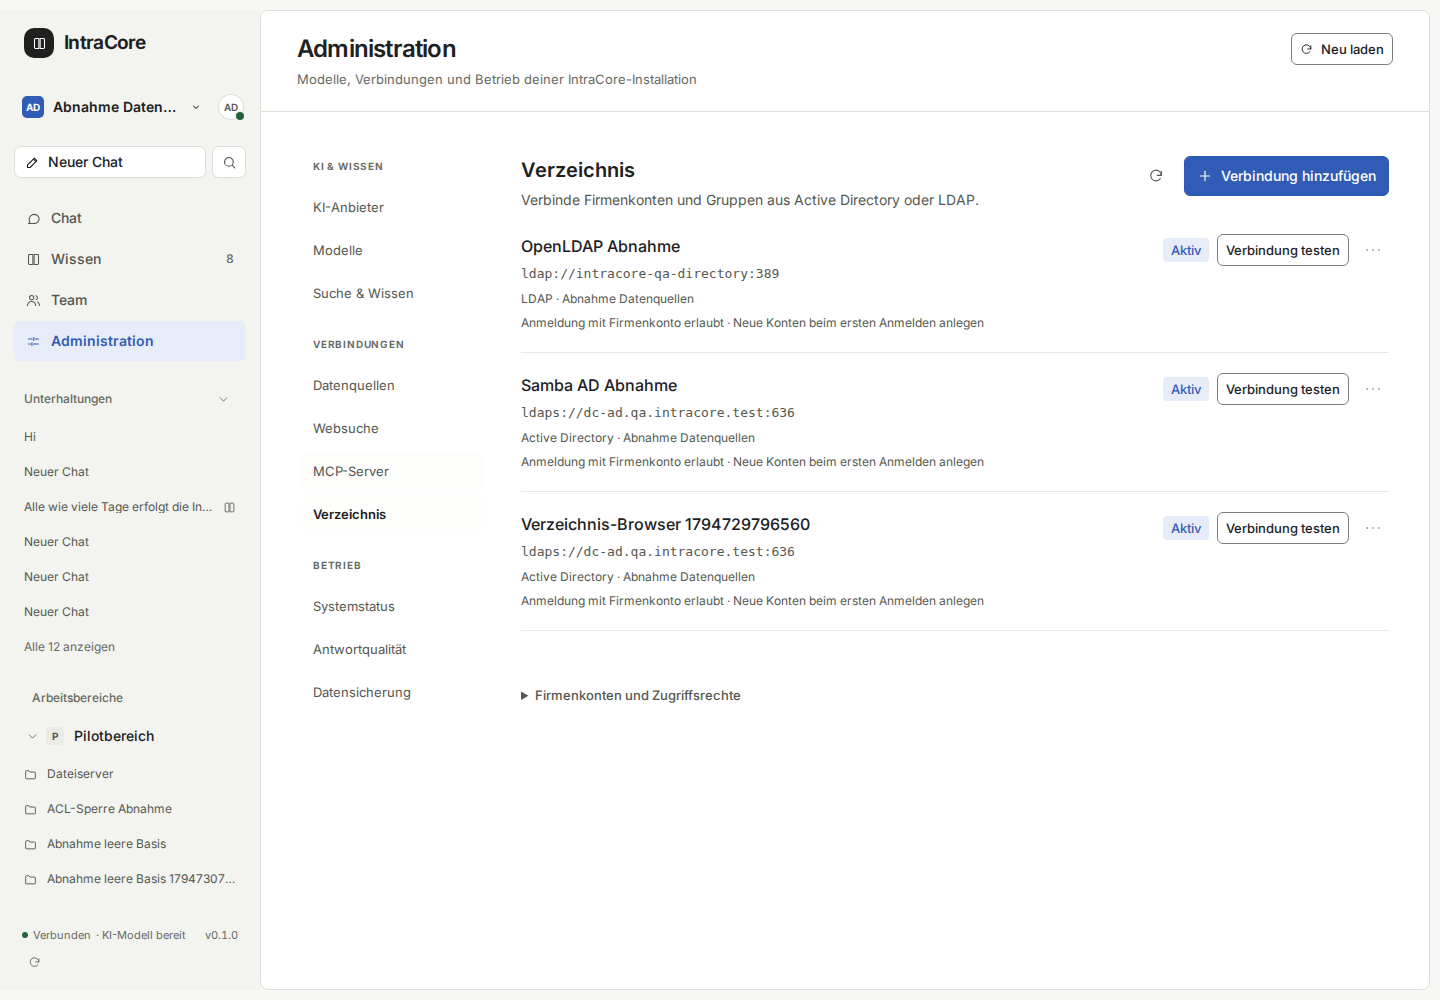 IntraCore
AD Abnahme Daten... AD
Neuer Chat
Chat
Wissen 8
Team
Administration
Unterhaltungen
Hi
Neuer Chat
Alle wie viele Tage erfolgt die In...
Neuer Chat
Neuer Chat
Neuer Chat
Alle 12 anzeigen
Arbeitsbereiche
P Pilotbereich
Dateiserver
ACL-Sperre Abnahme
Abnahme leere Basis
Abnahme leere Basis 17947307...
Verbunden · KI-Modell bereit v0.1.0
Administration
Modelle, Verbindungen und Betrieb deiner IntraCore-Installation
Neu laden
KI & WISSEN
KI-Anbieter
Modelle
Suche & Wissen
VERBINDUNGEN
Datenquellen
Websuche
MCP-Server
Verzeichnis
BETRIEB
Systemstatus
Antwortqualität
Datensicherung
Verzeichnis
Verbinde Firmenkonten und Gruppen aus Active Directory oder LDAP.
Verbindung hinzufügen
OpenLDAP Abnahme
ldap://intracore-qa-directory:389
LDAP · Abnahme Datenquellen
Anmeldung mit Firmenkonto erlaubt · Neue Konten beim ersten Anmelden anlegen
Aktiv Verbindung testen ···
Samba AD Abnahme
ldaps://dc-ad.qa.intracore.test:636
Active Directory · Abnahme Datenquellen
Anmeldung mit Firmenkonto erlaubt · Neue Konten beim ersten Anmelden anlegen
Aktiv Verbindung testen ···
Verzeichnis-Browser 1794729796560
ldaps://dc-ad.qa.intracore.test:636
Active Directory · Abnahme Datenquellen
Anmeldung mit Firmenkonto erlaubt · Neue Konten beim ersten Anmelden anlegen
Aktiv Verbindung testen ···
Firmenkonten und Zugriffsrechte